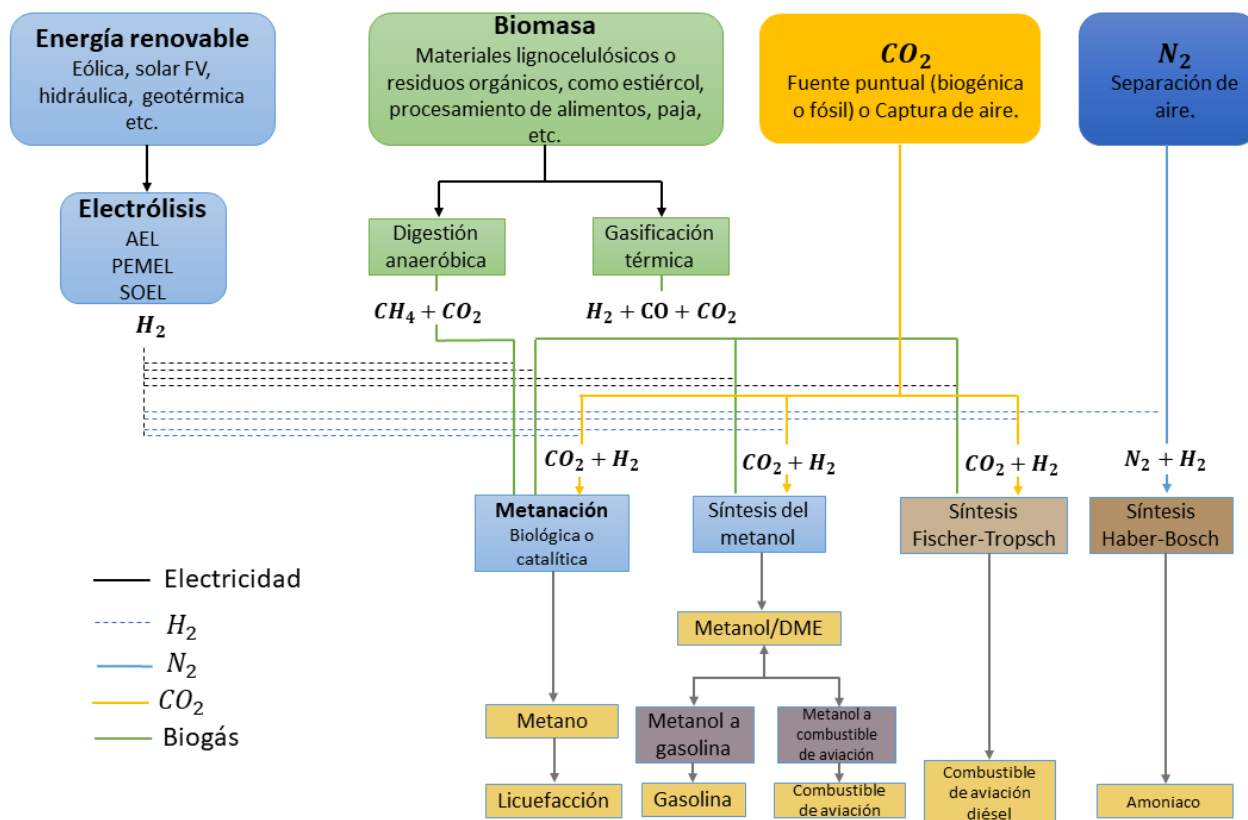 Energía renovable
Eólica, solar FV,
hidráulica, geotérmica
etc.
Biomasa
Materiales lignocelulósicos o
residuos orgánicos, como estiércol,
procesamiento de alimentos, paja,
etc.
CO₂
Fuente puntual (biogénica
o fósil) o Captura de aire.
N₂
Separación de
aire.
Electrólisis
AEL
PEMEL
SOEL
H₂
Digestión
anaeróbica
Gasificación
térmica
CH₄ + CO₂
H₂ + CO + CO₂
CO₂ + H₂
CO₂ + H₂
CO₂ + H₂
N₂ + H₂
Metanación
Biológica o
catalítica
Síntesis del
metanol
Síntesis
Fischer-Tropsch
Síntesis
Haber-Bosch
Metanol/DME
Metano
Metanol a
gasolina
Metanol a
combustible
de aviación
Licuefacción
Gasolina
Combustible
de aviación
Combustible
de aviación
diésel
Amoniaco
Electricidad
H₂
N₂
CO₂
Biogás